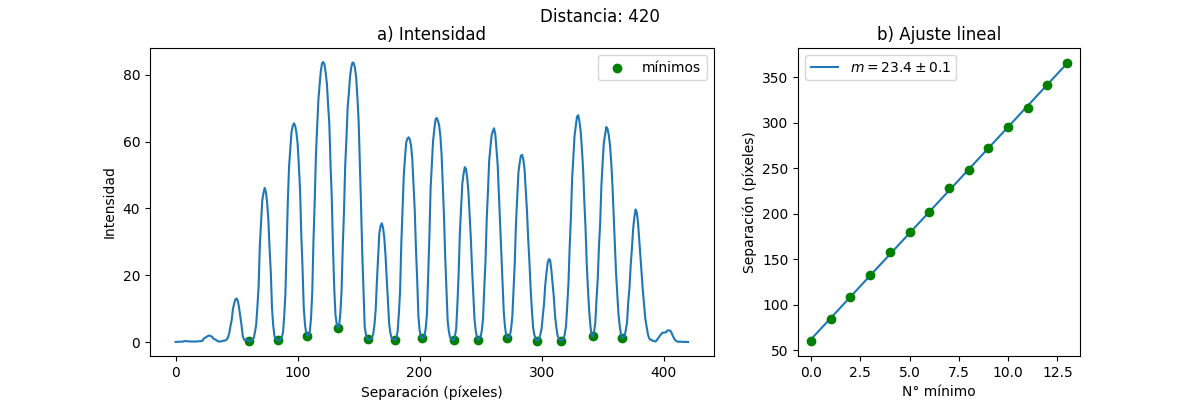 Distancia: 420
a) Intensidad
mínimos
80
60
40
20
0
Intensidad
0
100
200
300
400
Separación (píxeles)
b) Ajuste lineal
m = 23.4 ± 0.1
350
300
250
200
150
100
50
Separación (píxeles)
0.0
2.5
5.0
7.5
10.0
12.5
N° mínimo